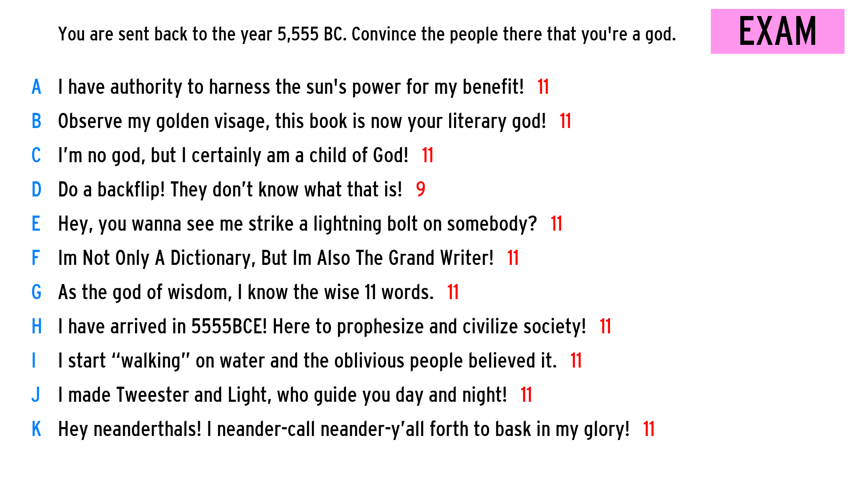 You are sent back to the year 5,555 BC. Convince the people there that you're a god.
EXAM
A I have authority to harness the sun's power for my benefit! 11
B Observe my golden visage, this book is now your literary god! 11
C I’m no god, but I certainly am a child of God! 11
D Do a backflip! They don’t know what that is! 9
E Hey, you wanna see me strike a lightning bolt on somebody? 11
F Im Not Only A Dictionary, But Im Also The Grand Writer! 11
G As the god of wisdom, I know the wise 11 words. 11
H I have arrived in 5555BCE! Here to prophesize and civilize society! 11
I I start “walking” on water and the oblivious people believed it. 11
J I made Tweester and Light, who guide you day and night! 11
K Hey neanderthals! I neander-call neander-y’all forth to bask in my glory! 11